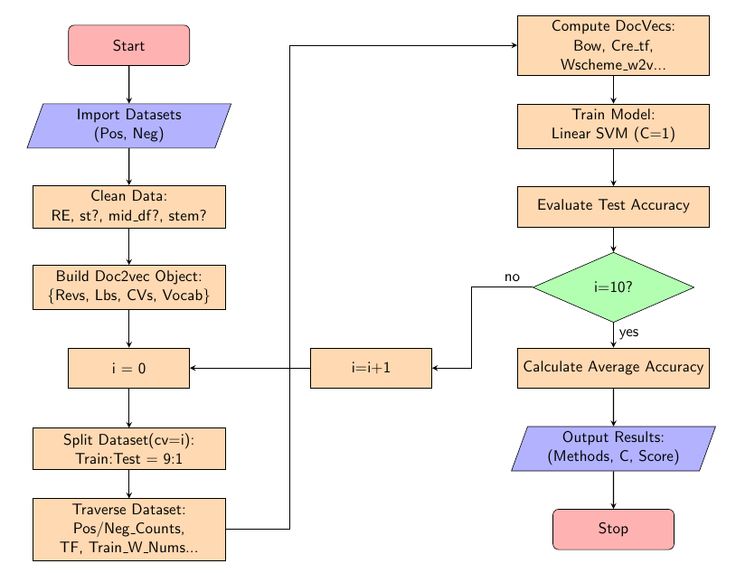 Start
Import Datasets
(Pos, Neg)
Clean Data:
RE, st?, mid_df?, stem?
Build Doc2vec Object:
{Revs, Lbs, CVs, Vocab}
i = 0
Split Dataset(cv=i):
Train:Test = 9:1
Traverse Dataset:
Pos/Neg_Counts,
TF, Train_W_Nums...
Compute DocVecs:
Bow, Cre_tf,
Wscheme_w2v...
Train Model:
Linear SVM (C=1)
Evaluate Test Accuracy
i=10?
no
i=i+1
yes
Calculate Average Accuracy
Output Results:
(Methods, C, Score)
Stop